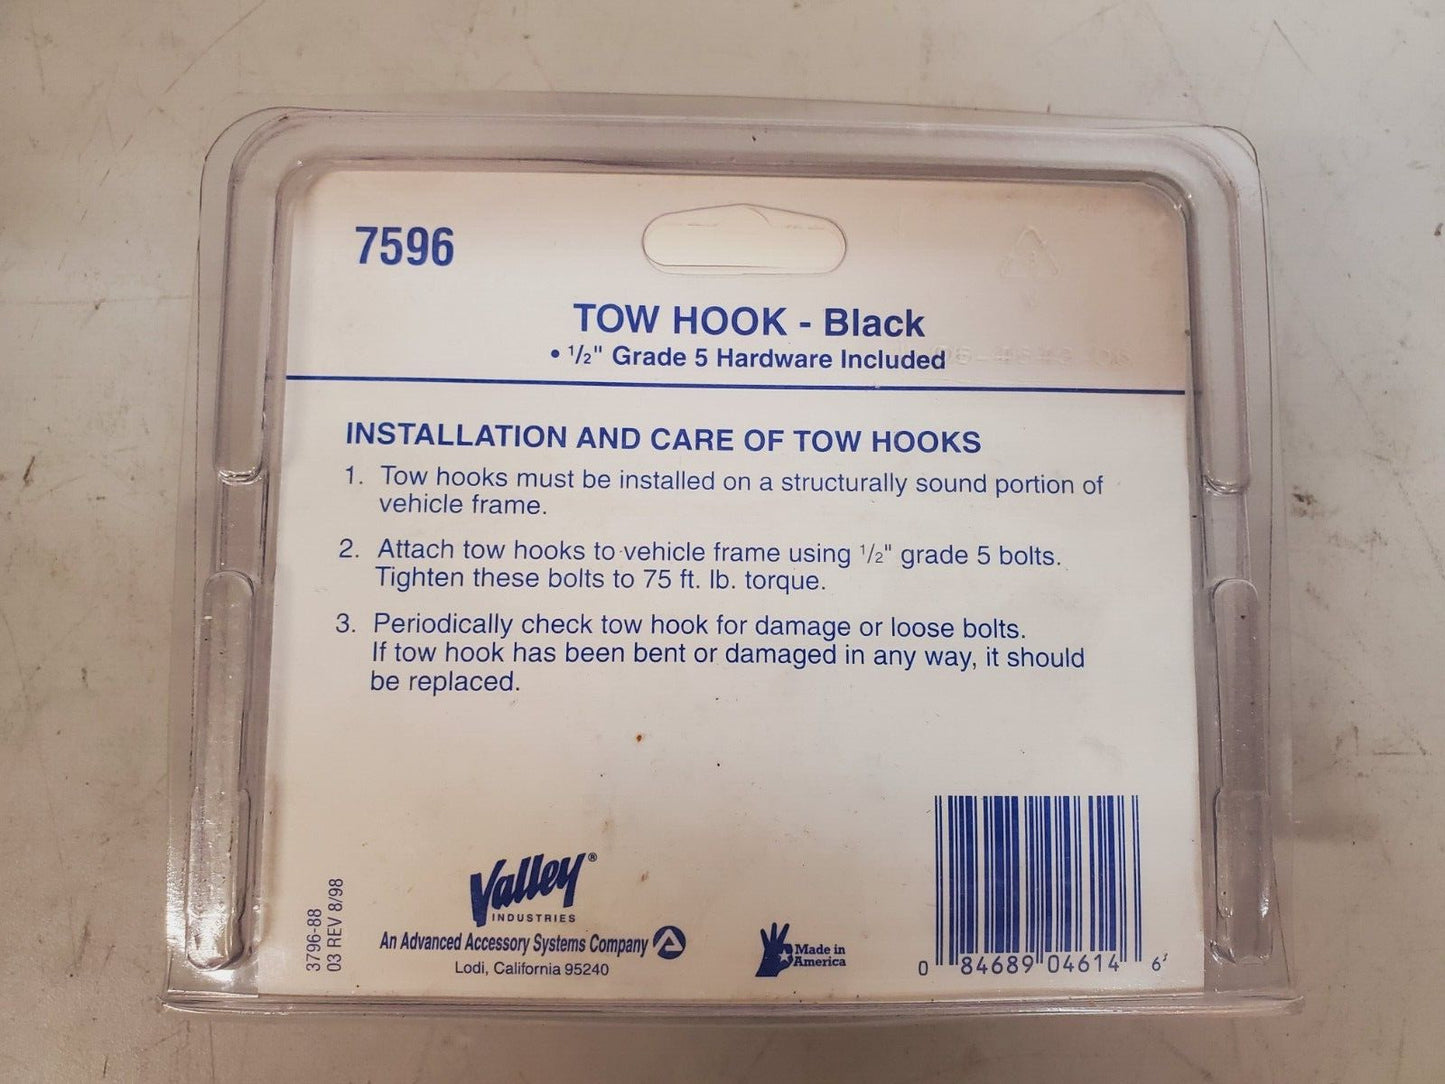 7596
TOW HOOK - Black
• 1/2" Grade 5 Hardware Included
INSTALLATION AND CARE OF TOW HOOKS
1. Tow hooks must be installed on a structurally sound portion of
vehicle frame.
2. Attach tow hooks to vehicle frame using 1/2" grade 5 bolts.
Tighten these bolts to 75 ft. lb. torque.
3. Periodically check tow hook for damage or loose bolts.
If tow hook has been bent or damaged in any way, it should
be replaced.
3796-88
03 REV 8/98
Valley®
INDUSTRIES
An Advanced Accessory Systems Company
Lodi, California 95240
Made in
America
0 84689 04614 6